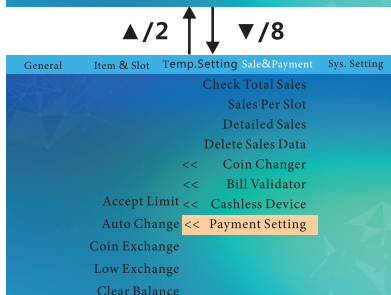 ▲/2 ▼/8
General Item & Slot Temp.Setting Sale&Payment Sys. Setting
Check Total Sales
Sales Per Slot
Detailed Sales
Delete Sales Data
<< Coin Changer
<< Bill Validator
Accept Limit << Cashless Device
Auto Change << Payment Setting
Coin Exchange
Low Exchange
Clear Balance